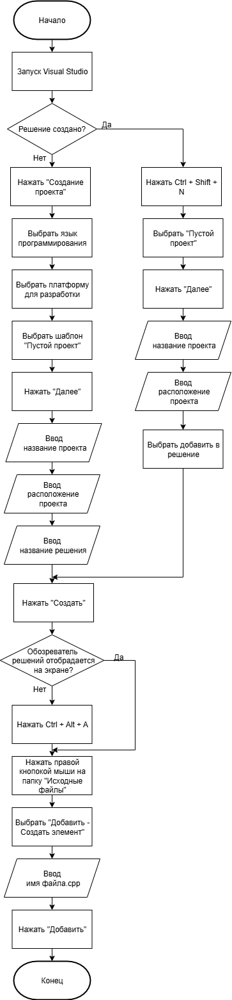 Начало
Запуск Visual Studio
Решение создано?
Да
Нет
Нажать "Создание
проекта"
Нажать Ctrl + Shift +
N
Выбрать язык
программирования
Выбрать "Пустой
проект"
Выбрать платформу
для разработки
Нажать "Далее"
Выбрать шаблон
"Пустой проект"
Ввод
название проекта
Нажать "Далее"
Ввод
расположение
проекта
Ввод
название проекта
Выбрать добавить в
решение
Ввод
расположение
проекта
Ввод
название решения
Нажать "Создать"
Обозреватель
решений отобрадается
на экране?
Да
Нет
Нажать Ctrl + Alt + A
Нажать правой
кнопокой мыши на
папку "Исходные
файлы"
Выбрать "Добавить -
Создать элемент"
Ввод
имя файла.cpp
Нажать "Добавить"
Конец